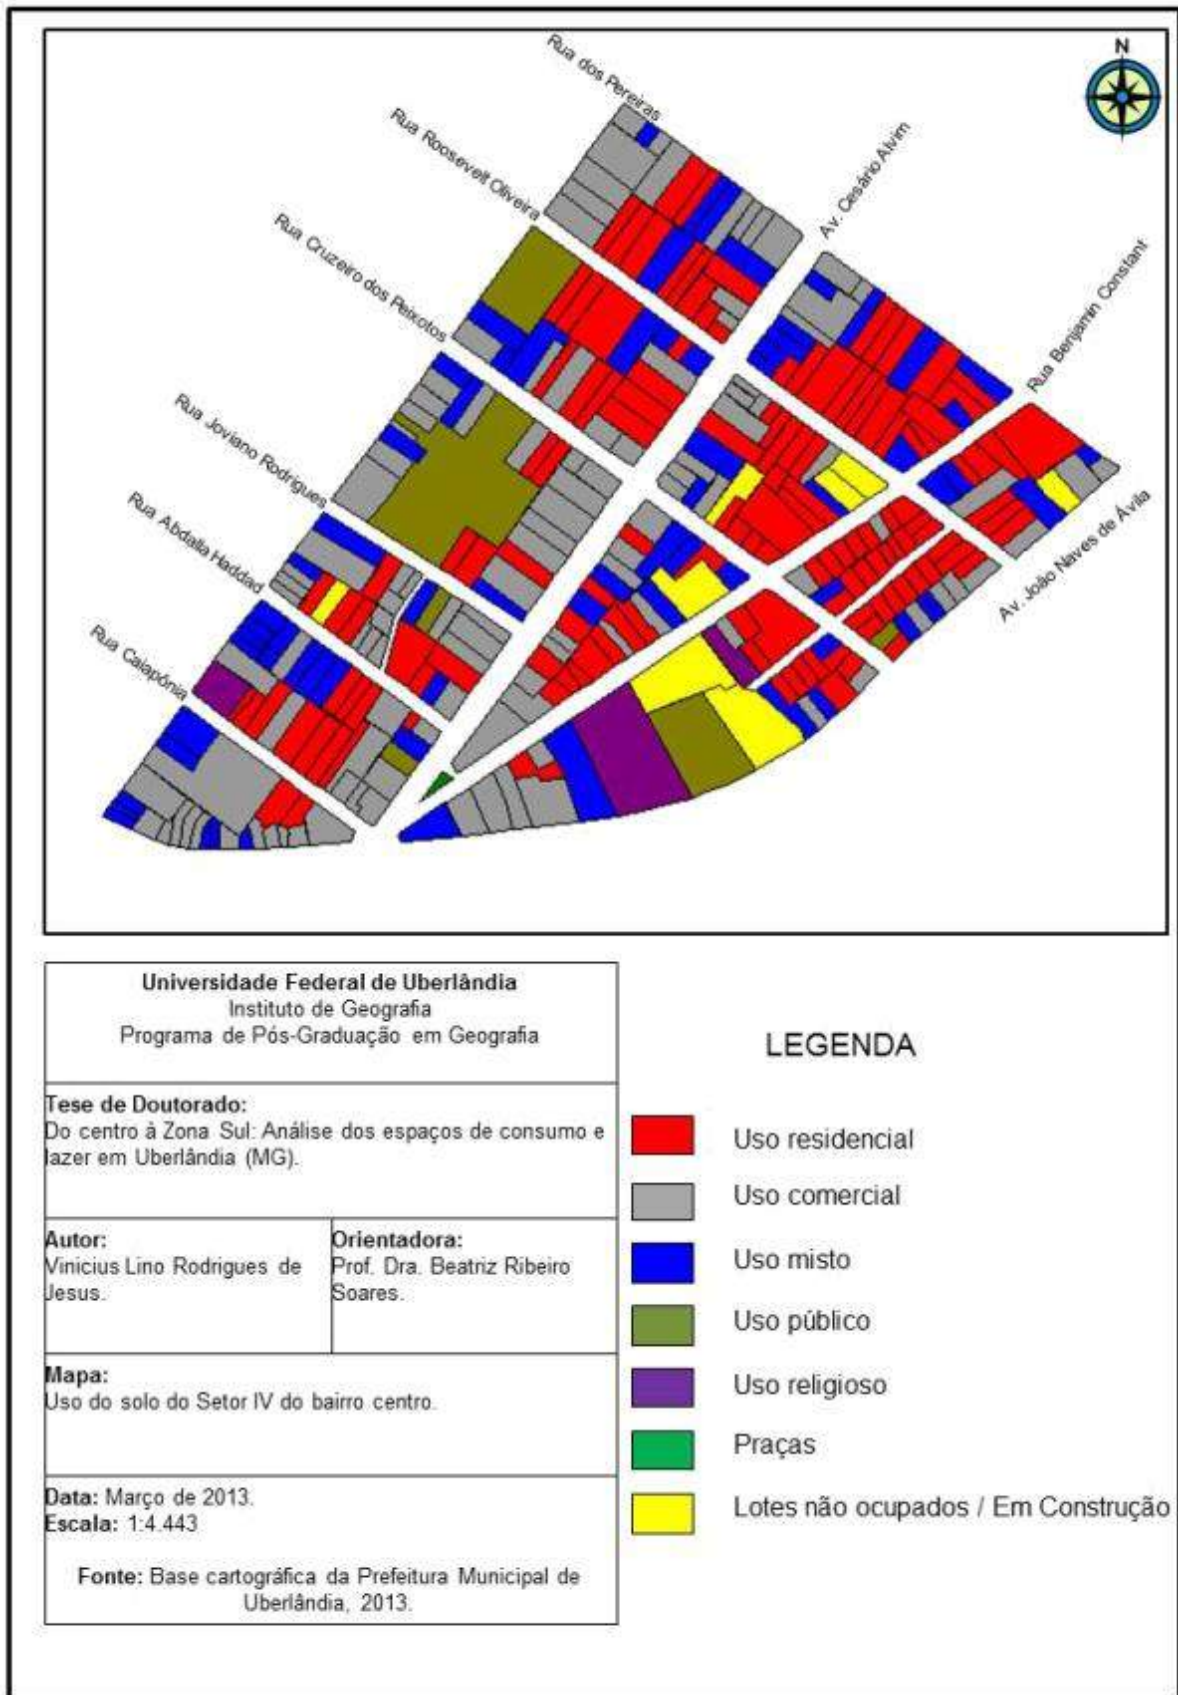 N
Rua dos Pereiras
Rua Roosevelt Oliveira
Av. Cesário Alvim
Rua Cruzeiro dos Peixotos
Rua Benjamin Constant
Rua Joviano Rodrigues
Rua Abdalla Haddad
Av. João Naves de Ávila
Rua Caiapônia
Universidade Federal de Uberlândia
Instituto de Geografia
Programa de Pós-Graduação em Geografia
Tese de Doutorado:
Do centro à Zona Sul: Análise dos espaços de consumo e
lazer em Uberlândia (MG).
Autor:
Vinicius Lino Rodrigues de
Jesus.
Orientadora:
Prof. Dra. Beatriz Ribeiro
Soares.
Mapa:
Uso do solo do Setor IV do bairro centro.
Data: Março de 2013.
Escala: 1:4.443
Fonte: Base cartográfica da Prefeitura Municipal de
Uberlândia, 2013.
LEGENDA
Uso residencial
Uso comercial
Uso misto
Uso público
Uso religioso
Praças
Lotes não ocupados / Em Construção